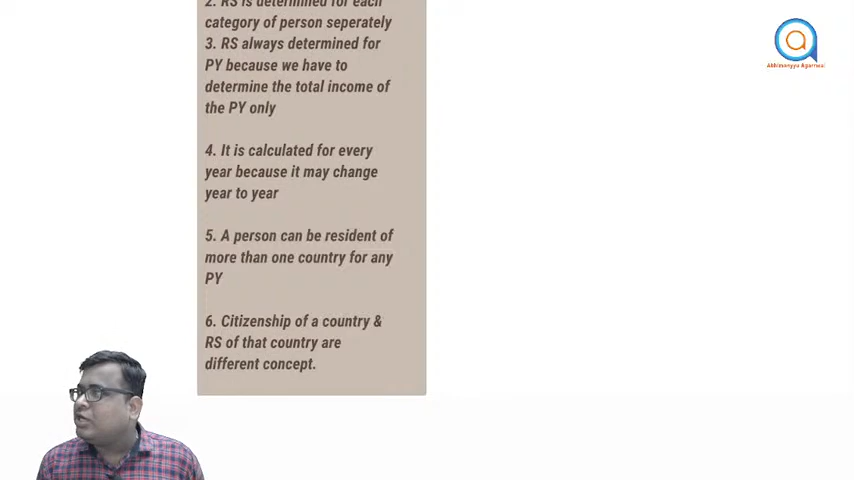 2. RS is determined for each
category of person seperately
3. RS always determined for
PY because we have to
determine the total income of
the PY only
4. It is calculated for every
year because it may change
year to year
5. A person can be resident of
more than one country for any
PY
6. Citizenship of a country &
RS of that country are
different concept.
Abhimanyyu Agarrwal